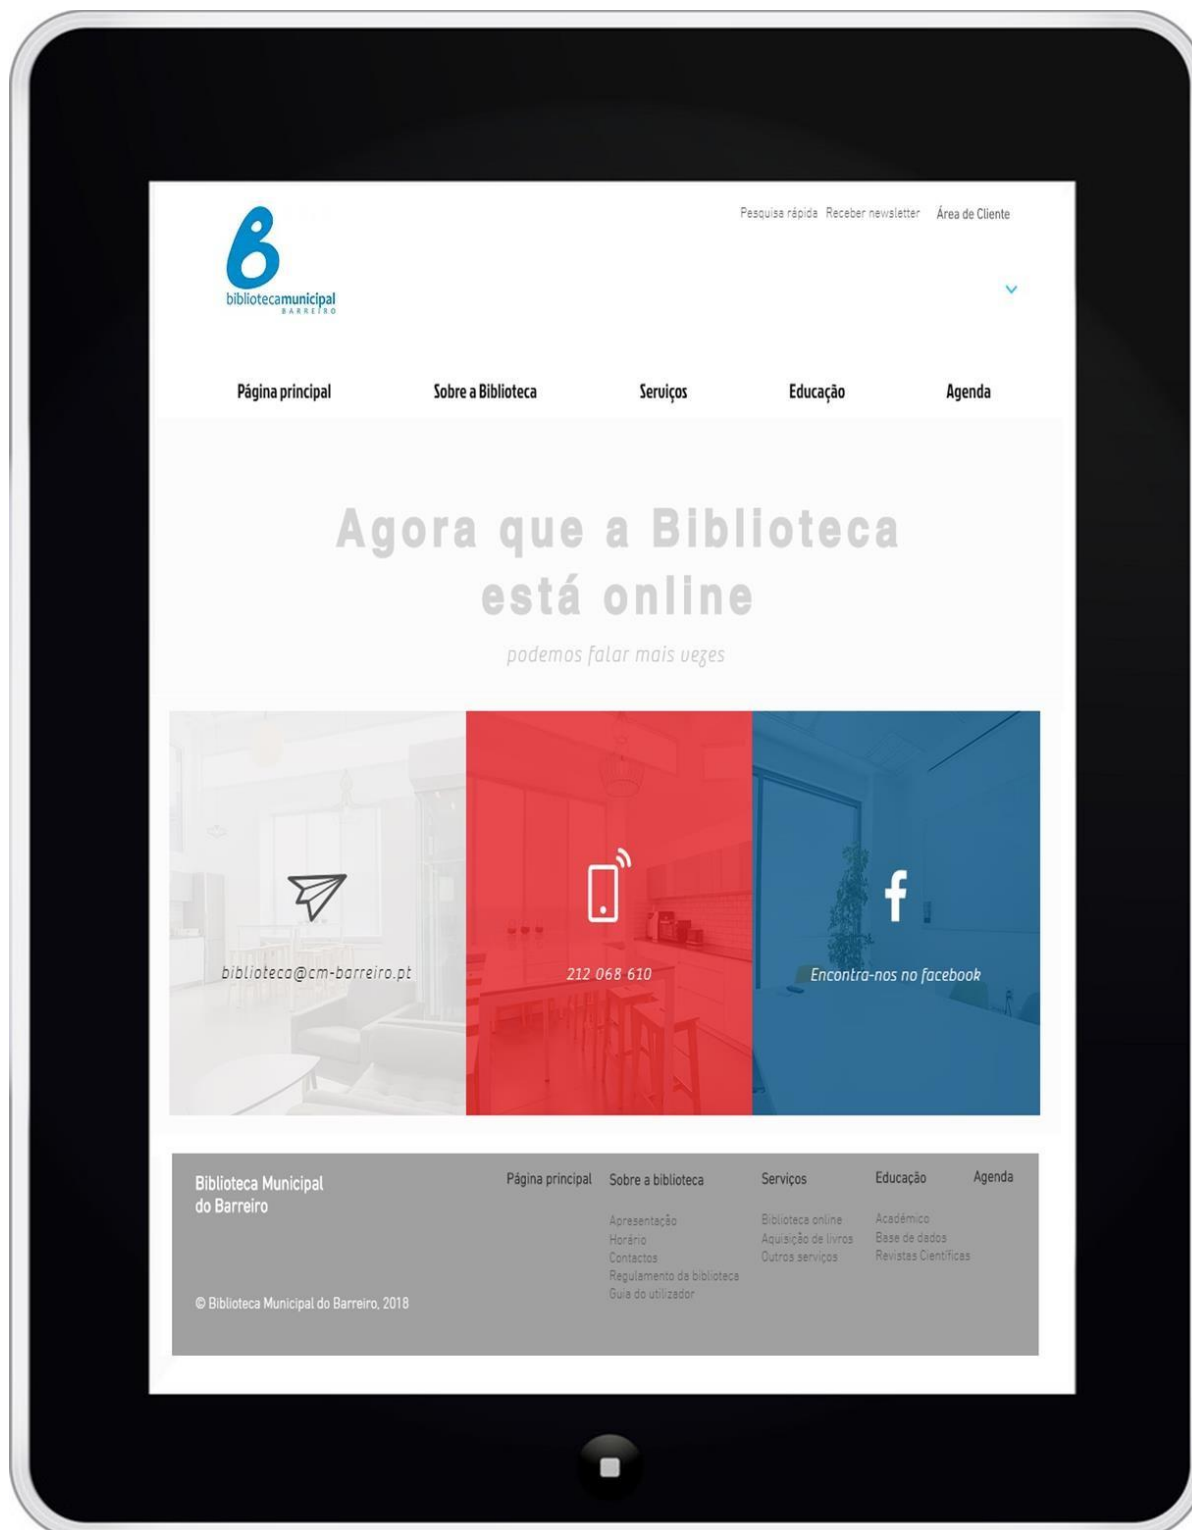 Pesquisa rápida Receber newsletter Área de Cliente
bibliotecamunicipal
BARREIRO
Página principal Sobre a Biblioteca Serviços Educação Agenda
Agora que a Biblioteca
está online
podemos falar mais vezes
biblioteca@cm-barreiro.pt
212 068 610
Encontra-nos no facebook
Biblioteca Municipal
do Barreiro
© Biblioteca Municipal do Barreiro, 2018
Página principal
Sobre a biblioteca
Apresentação
Horário
Contactos
Regulamento da biblioteca
Guia do utilizador
Serviços
Biblioteca online
Aquisição de livros
Outros serviços
Educação
Académico
Base de dados
Revistas Científicas
Agenda